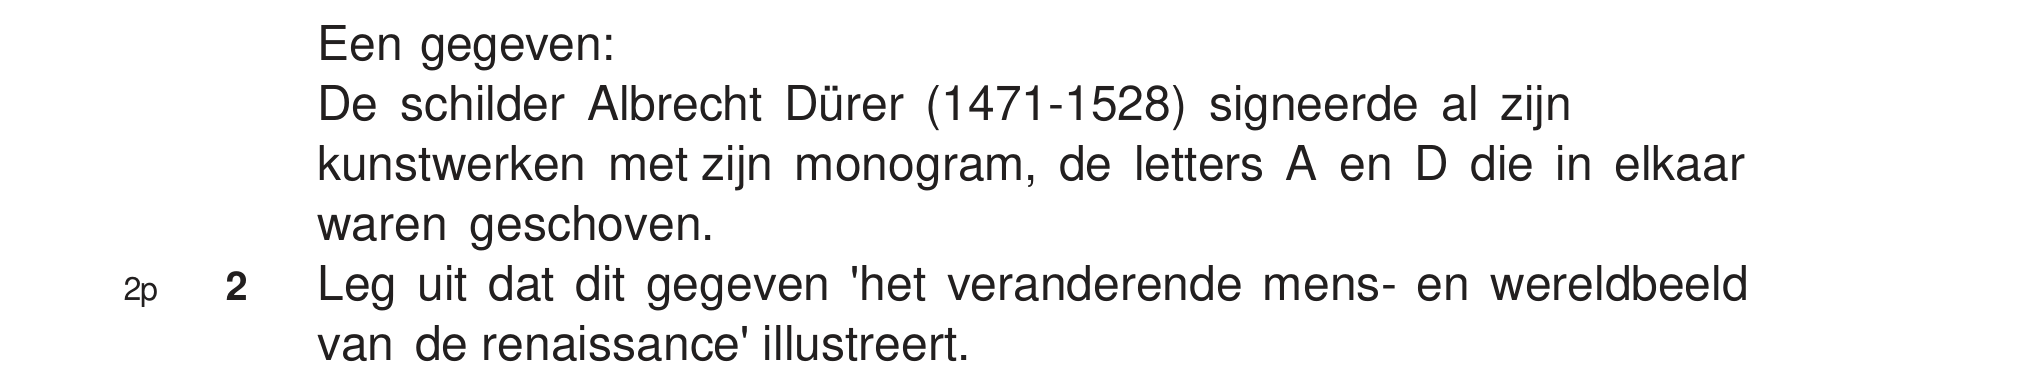 Een gegeven:
De schilder Albrecht Dürer (1471-1528) signeerde al zijn
kunstwerken met zijn monogram, de letters A en D die in elkaar
waren geschoven.
2p 2 Leg uit dat dit gegeven 'het veranderende mens- en wereldbeeld
van de renaissance' illustreert.